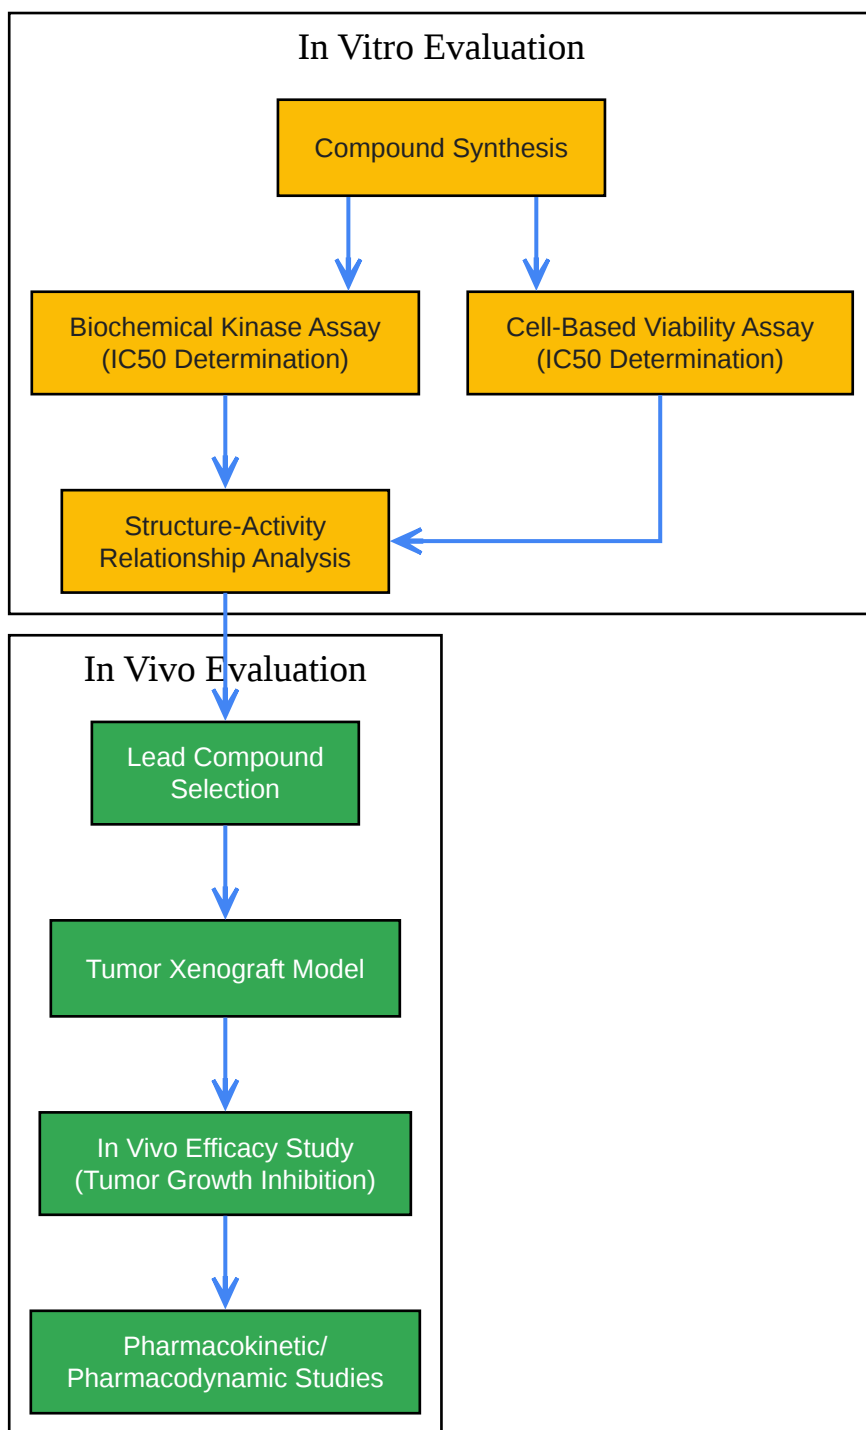 In Vitro Evaluation
Compound Synthesis
Biochemical Kinase Assay
(IC50 Determination)
Cell-Based Viability Assay
(IC50 Determination)
Structure-Activity
Relationship Analysis
In Vivo Evaluation
Lead Compound
Selection
Tumor Xenograft Model
In Vivo Efficacy Study
(Tumor Growth Inhibition)
Pharmacokinetic/
Pharmacodynamic Studies